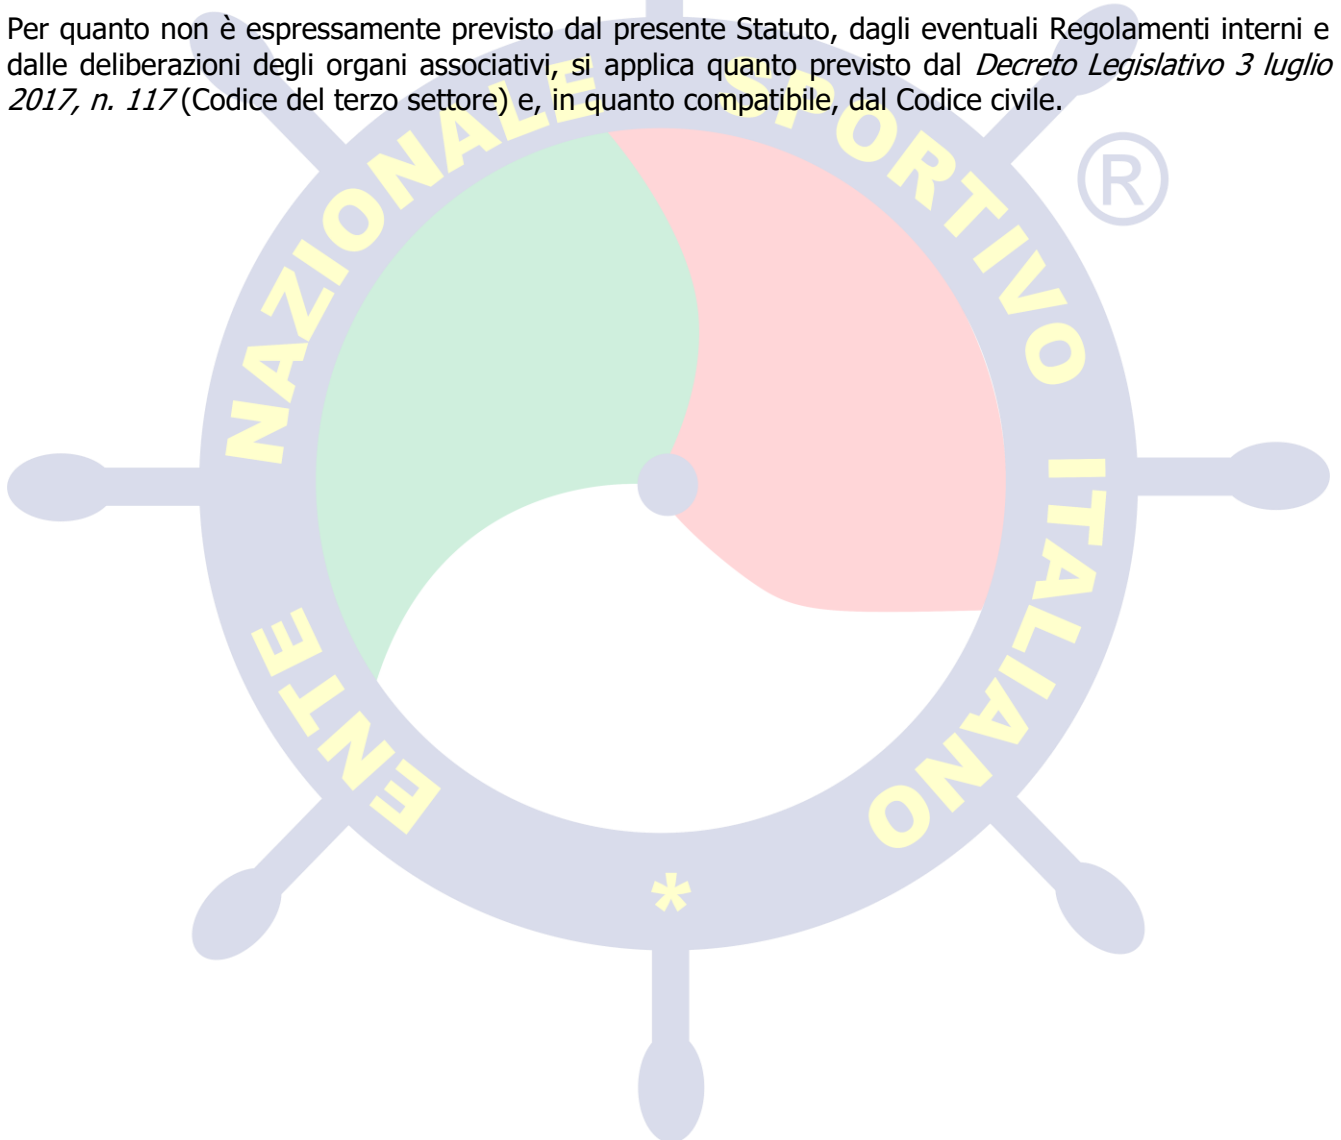 Per quanto non è espressamente previsto dal presente Statuto, dagli eventuali Regolamenti interni e
dalle deliberazioni degli organi associativi, si applica quanto previsto dal Decreto Legislativo 3 luglio
2017, n. 117 (Codice del terzo settore) e, in quanto compatibile, dal Codice civile.
ENTE NAZIONALE SPORTIVO ITALIANO *
®